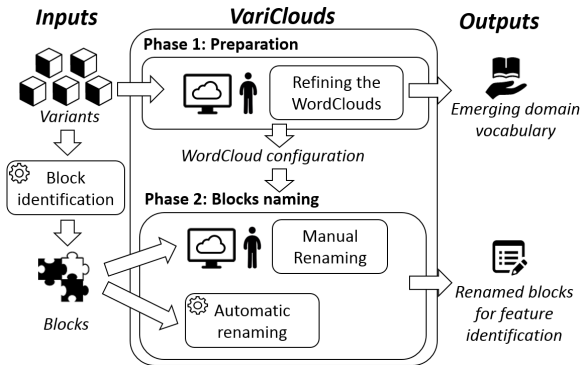 Inputs
VariClouds
Outputs
Phase 1: Preparation
Refining the
WordClouds
Variants
Emerging domain
vocabulary
WordCloud configuration
Block
identification
Phase 2: Blocks naming
Manual
Renaming
Automatic
renaming
Blocks
Renamed blocks
for feature
identification